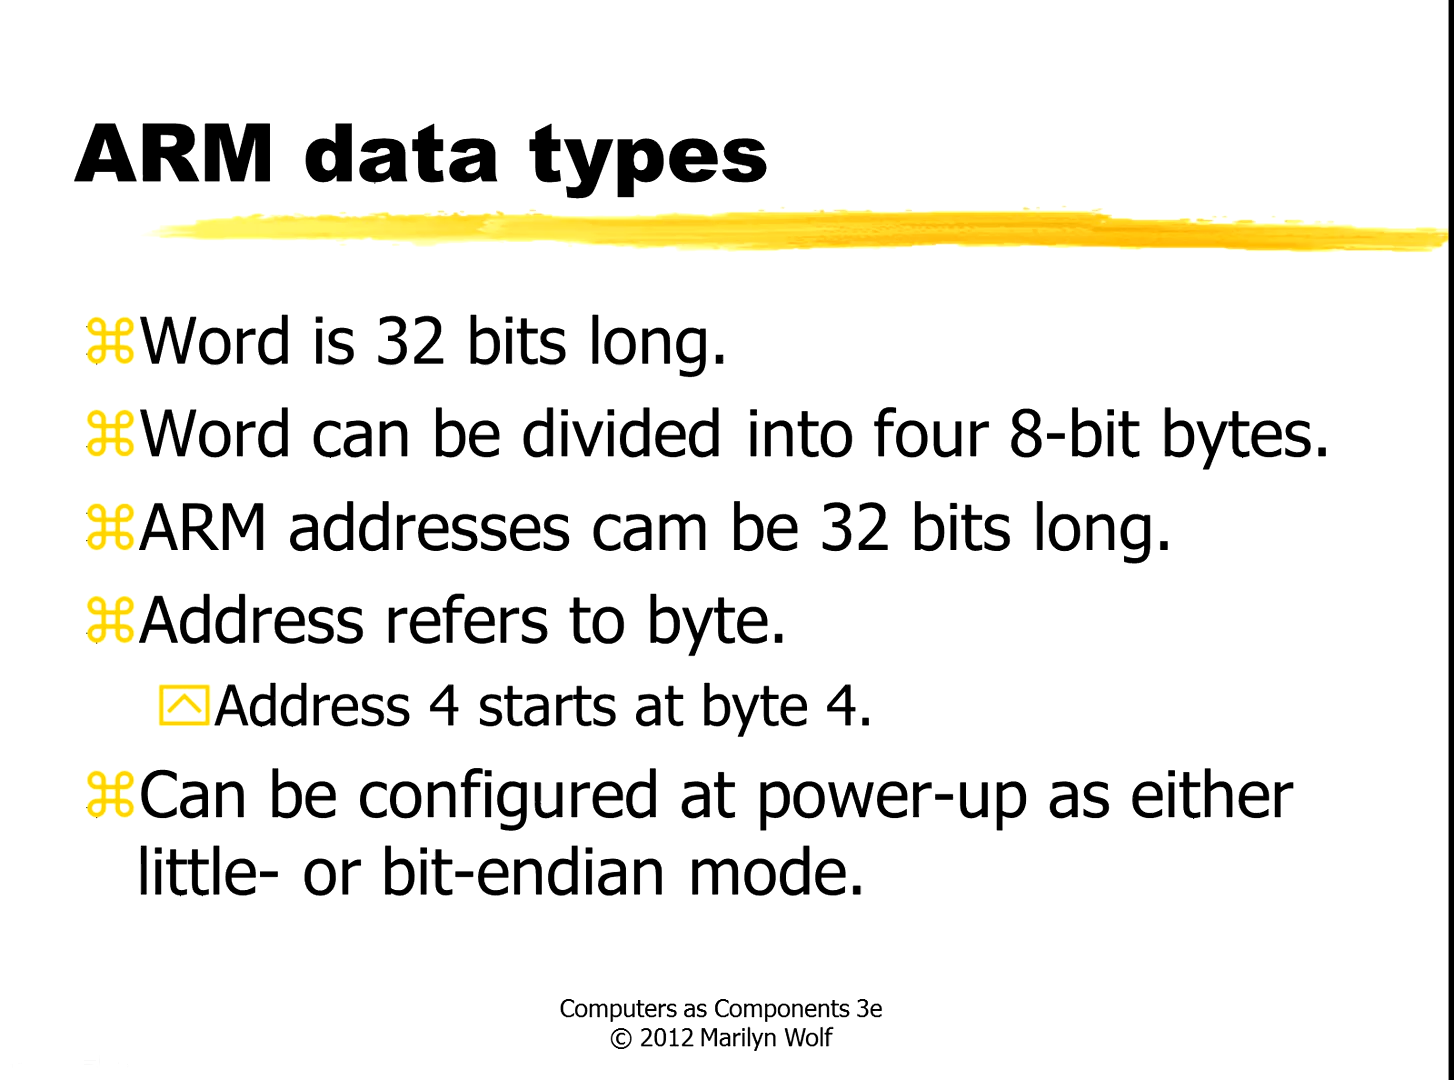 ARM data types
Word is 32 bits long.
Word can be divided into four 8-bit bytes.
ARM addresses cam be 32 bits long.
Address refers to byte.
Address 4 starts at byte 4.
Can be configured at power-up as either
little- or bit-endian mode.
Computers as Components 3e
© 2012 Marilyn Wolf